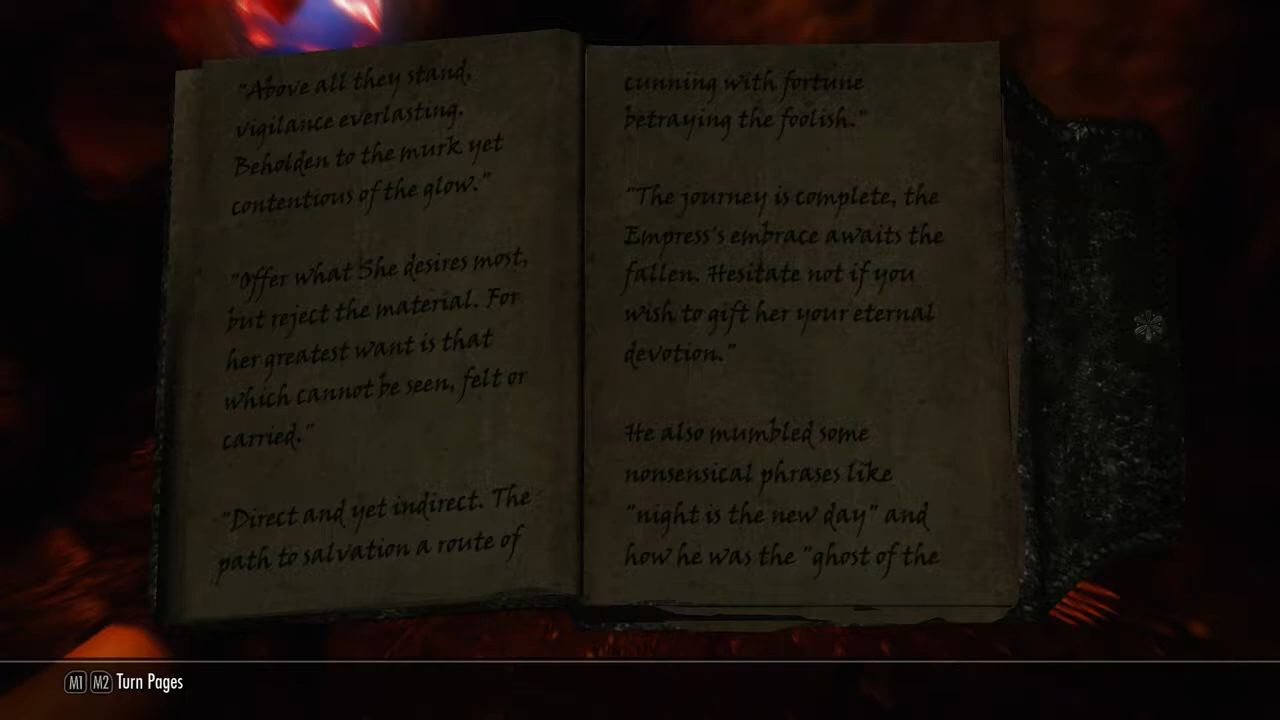 "Above all they stand,
vigilance everlasting.
Beholden to the murk yet
contentious of the glow."
"Offer what She desires most,
but reject the material. For
her greatest want is that
which cannot be seen, felt or
carried."
"Direct and yet indirect. The
path to salvation a route of
cunning with fortune
betraying the foolish."
"The journey is complete, the
Empress's embrace awaits the
fallen. Hesitate not if you
wish to gift her your eternal
devotion."
He also mumbled some
nonsensical phrases like
"night is the new day" and
how he was the "ghost of the
M1 M2 Turn Pages